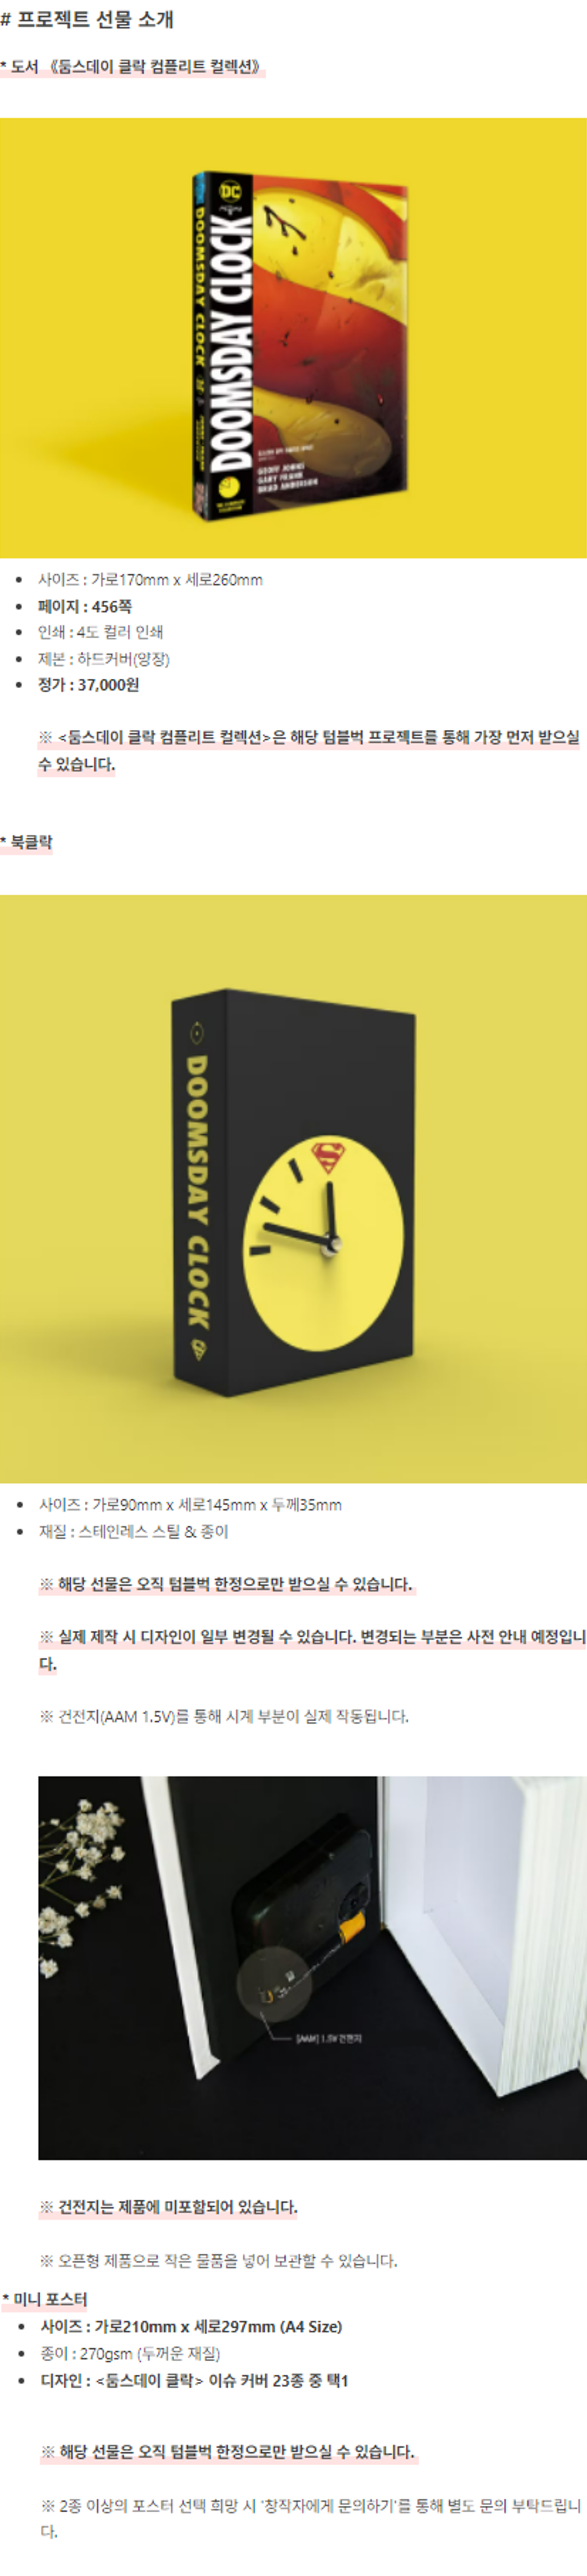 # 프로젝트 선물 소개
* 도서 《둠스데이 클락 컴플리트 컬렉션》
DC
DOOMSDAY CLOCK
DOOMSDAY CLOCK
GEOFF JOHNS
GARY FRANK
BRAD ANDERSON
사이즈 : 가로170mm x 세로260mm
페이지 : 456쪽
인쇄 : 4도 컬러 인쇄
제본 : 하드커버(양장)
정가 : 37,000원
※ <둠스데이 클락 컴플리트 컬렉션>은 해당 텀블벅 프로젝트를 통해 가장 먼저 받으실
수 있습니다.
* 북클락
DOOMSDAY CLOCK
사이즈 : 가로90mm x 세로145mm x 두께35mm
재질 : 스테인레스 스틸 & 종이
※ 해당 선물은 오직 텀블벅 한정으로만 받으실 수 있습니다.
※ 실제 제작 시 디자인이 일부 변경될 수 있습니다. 변경되는 부분은 사전 안내 예정입니
다.
※ 건전지(AAM 1.5V)를 통해 시계 부분이 실제 작동됩니다.
[AAM] 1.5V 건전지
※ 건전지는 제품에 미포함되어 있습니다.
※ 오픈형 제품으로 작은 물품을 넣어 보관할 수 있습니다.
* 미니 포스터
사이즈 : 가로210mm x 세로297mm (A4 Size)
종이 : 270gsm (두꺼운 재질)
디자인 : <둠스데이 클락> 이슈 커버 23종 중 택1
※ 해당 선물은 오직 텀블벅 한정으로만 받으실 수 있습니다.
※ 2종 이상의 포스터 선택 희망 시 '창작자에게 문의하기'를 통해 별도 문의 부탁드립니
다.